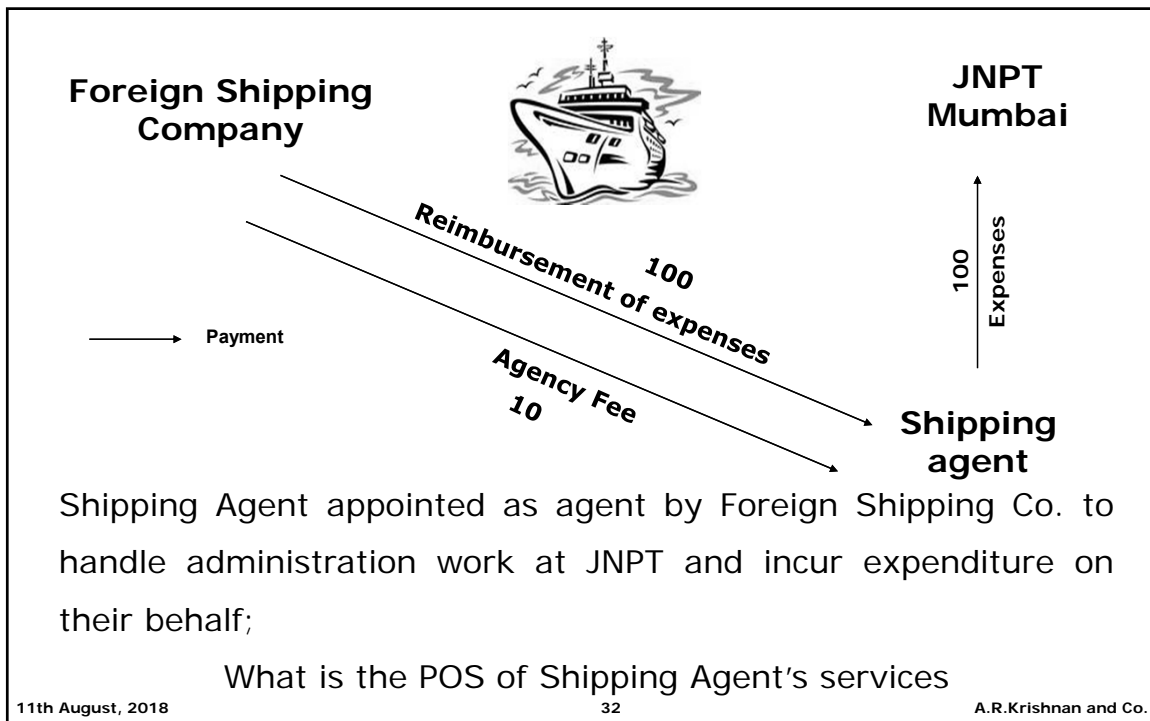 Foreign Shipping
Company
JNPT
Mumbai
Reimbursement of expenses
100
100
Expenses
Payment
Agency Fee
10
Shipping
agent
Shipping Agent appointed as agent by Foreign Shipping Co. to
handle administration work at JNPT and incur expenditure on
their behalf;
What is the POS of Shipping Agent's services
11th August, 2018
32
A.R.Krishnan and Co.